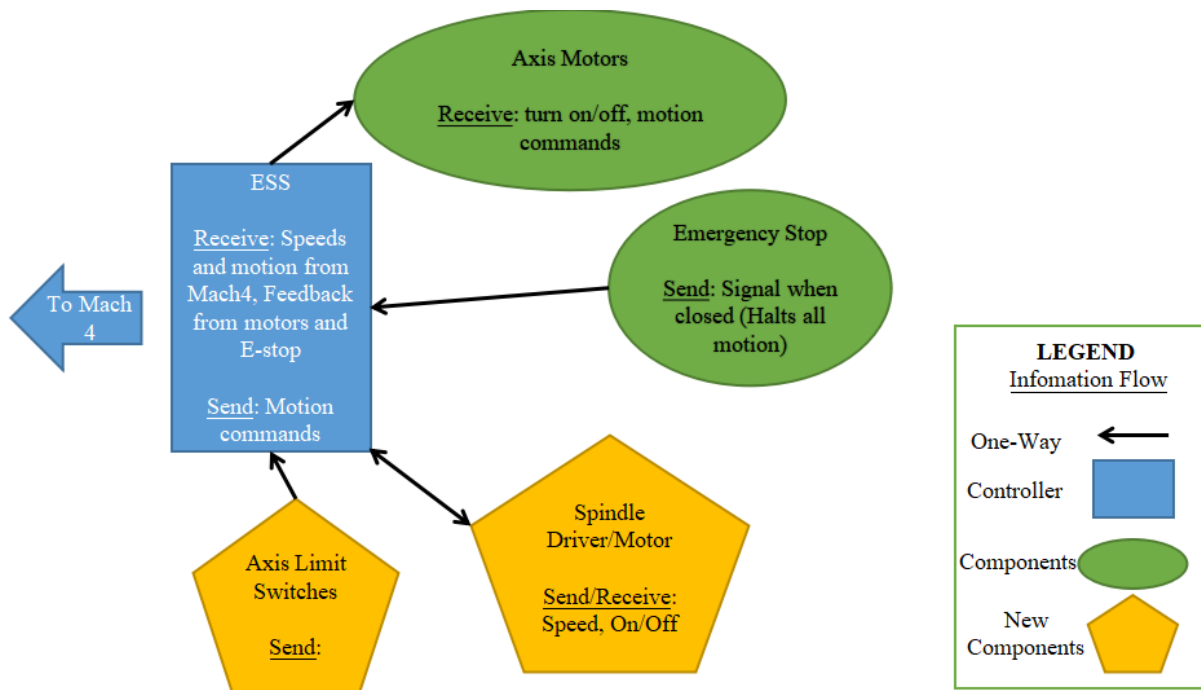 Axis Motors
Receive: turn on/off, motion
commands
ESS
Receive: Speeds
and motion from
Mach4, Feedback
from motors and
E-stop
Send: Motion
commands
To Mach
4
Emergency Stop
Send: Signal when
closed (Halts all
motion)
Axis Limit
Switches
Send:
Spindle
Driver/Motor
Send/Receive:
Speed, On/Off
LEGEND
Infomation Flow
One-Way
Controller
Components
New
Components